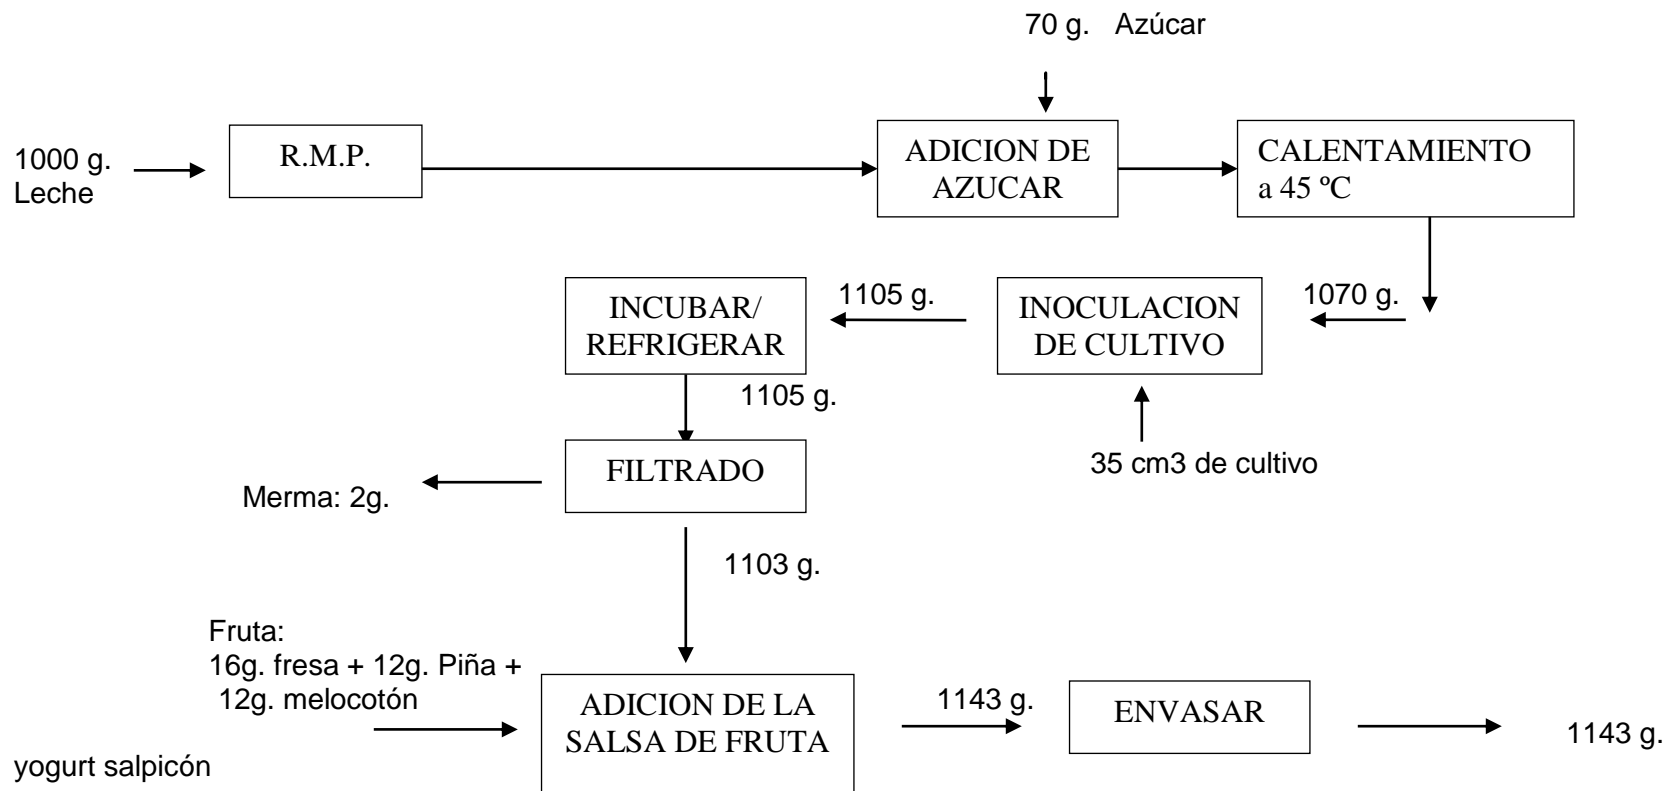 70 g. Azúcar
1000 g.
Leche
R.M.P.
ADICION DE
AZUCAR
CALENTAMIENTO
a 45 ºC
1070 g.
INOCULACION
DE CULTIVO
35 cm3 de cultivo
1105 g.
INCUBAR/
REFRIGERAR
1105 g.
FILTRADO
Merma: 2g.
1103 g.
Fruta:
16g. fresa + 12g. Piña +
12g. melocotón
ADICION DE LA
SALSA DE FRUTA
1143 g.
ENVASAR
1143 g.
yogurt salpicón